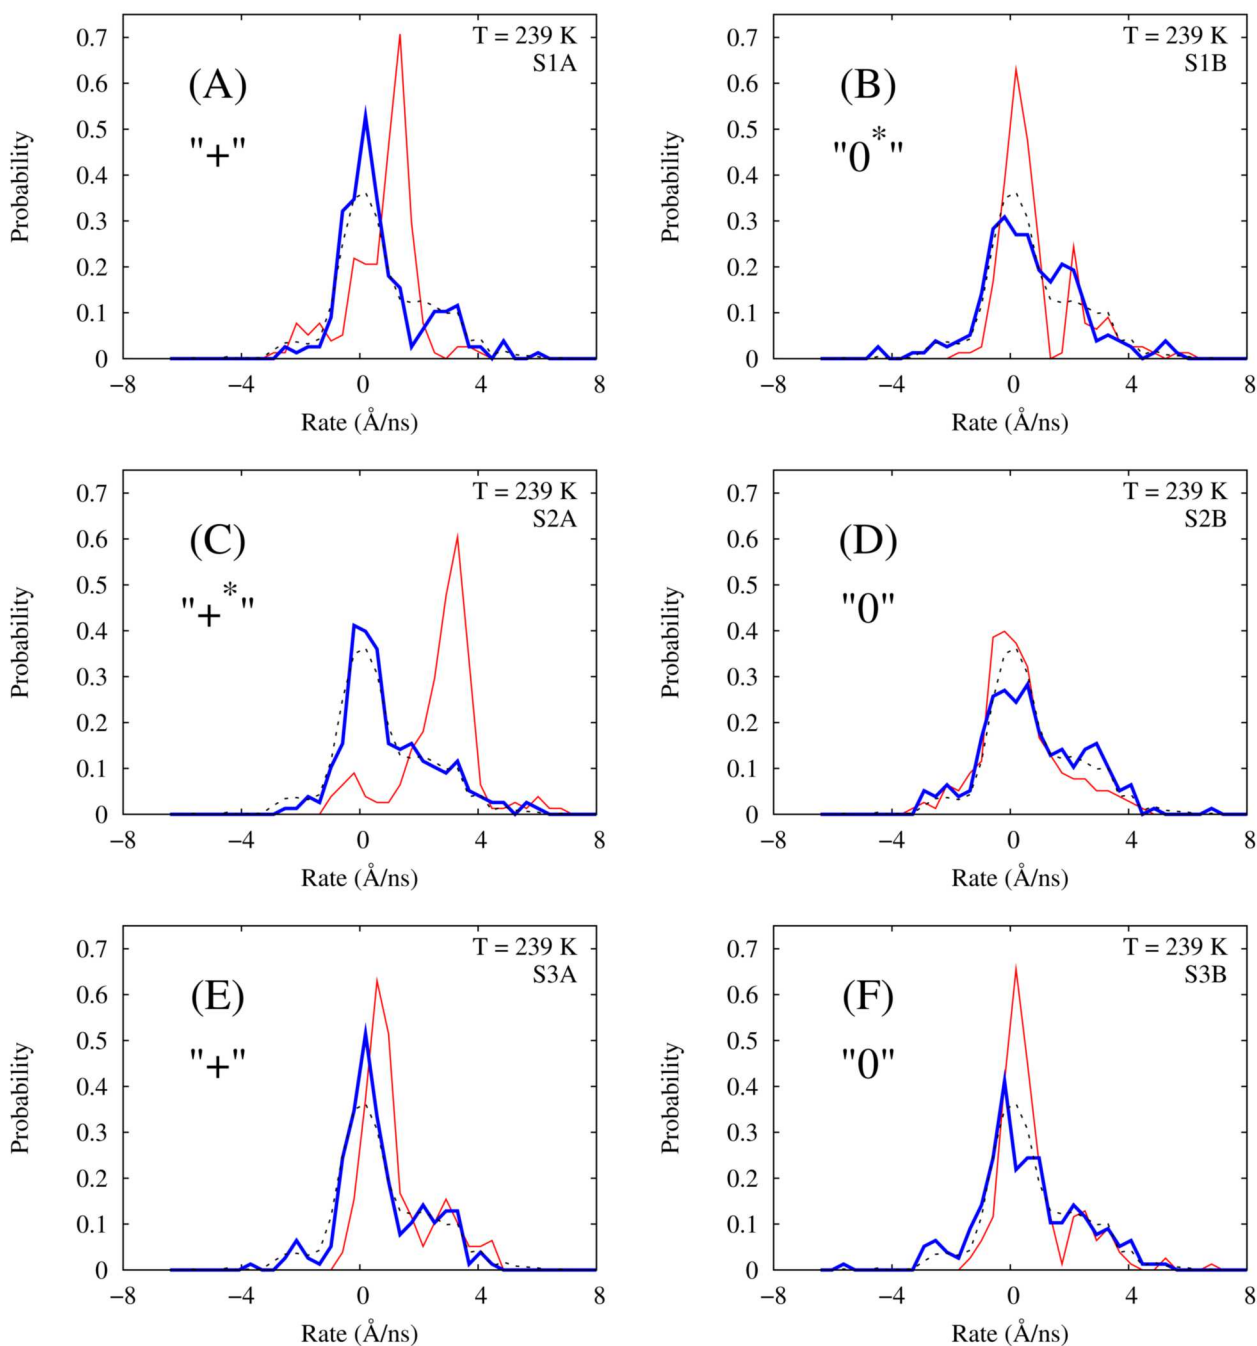 0.7
0.6
0.5
0.4
0.3
0.2
0.1
0
Probability
(A)
"+"
T = 239 K
S1A
−8
−4
0
4
8
Rate (Å/ns)
0.7
0.6
0.5
0.4
0.3
0.2
0.1
0
Probability
(B)
"0*"
T = 239 K
S1B
−8
−4
0
4
8
Rate (Å/ns)
0.7
0.6
0.5
0.4
0.3
0.2
0.1
0
Probability
(C)
"+*"
T = 239 K
S2A
−8
−4
0
4
8
Rate (Å/ns)
0.7
0.6
0.5
0.4
0.3
0.2
0.1
0
Probability
(D)
"0"
T = 239 K
S2B
−8
−4
0
4
8
Rate (Å/ns)
0.7
0.6
0.5
0.4
0.3
0.2
0.1
0
Probability
(E)
"+"
T = 239 K
S3A
−8
−4
0
4
8
Rate (Å/ns)
0.7
0.6
0.5
0.4
0.3
0.2
0.1
0
Probability
(F)
"0"
T = 239 K
S3B
−8
−4
0
4
8
Rate (Å/ns)